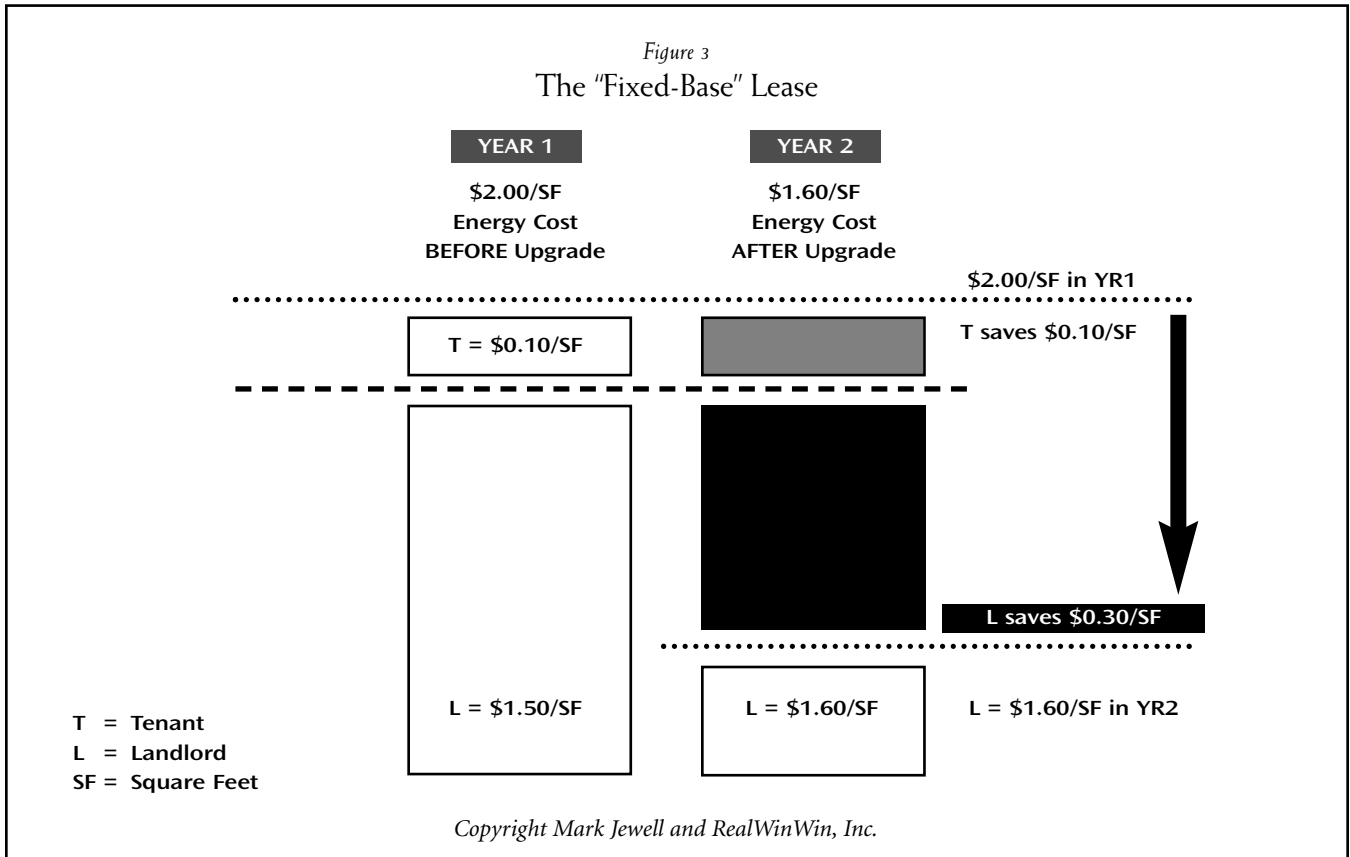 Figure 3
The "Fixed-Base" Lease
YEAR 1
$2.00/SF
Energy Cost
BEFORE Upgrade
YEAR 2
$1.60/SF
Energy Cost
AFTER Upgrade
$2.00/SF in YR1
T = $0.10/SF
T saves $0.10/SF
L saves $0.30/SF
L = $1.50/SF
L = $1.60/SF
L = $1.60/SF in YR2
T = Tenant
L = Landlord
SF = Square Feet
Copyright Mark Jewell and RealWinWin, Inc.